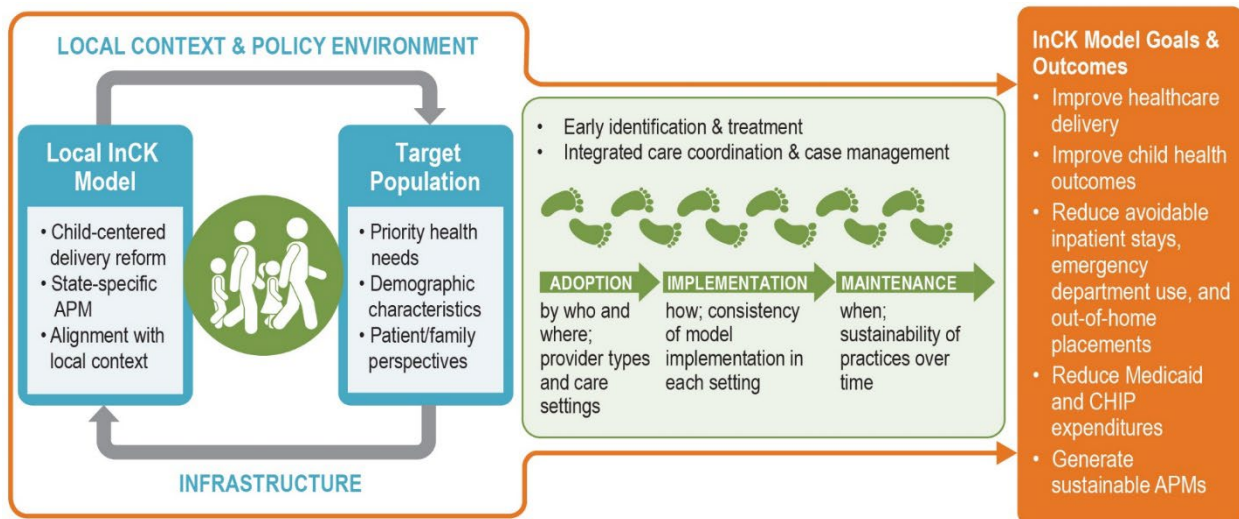 LOCAL CONTEXT & POLICY ENVIRONMENT
Local InCK
Model
• Child-centered
delivery reform
• State-specific
APM
• Alignment with
local context
Target
Population
• Priority health
needs
• Demographic
characteristics
• Patient/family
perspectives
INFRASTRUCTURE
• Early identification & treatment
• Integrated care coordination & case management
ADOPTION
by who and
where;
provider types
and care
settings
IMPLEMENTATION
how; consistency
of model
implementation in
each setting
MAINTENANCE
when;
sustainability of
practices over
time
InCK Model Goals &
Outcomes
• Improve healthcare
delivery
• Improve child health
outcomes
• Reduce avoidable
inpatient stays,
emergency
department use, and
out-of-home
placements
• Reduce Medicaid
and CHIP
expenditures
• Generate
sustainable APMs